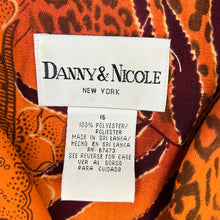 DANNY & NICOLE
NEW YORK
16
100% POLYESTER/
POLIESTER
MADE IN SRI LANKA/
HECHO EN SRI LANKA
RN 67473
SEE REVERSE FOR CARE/
VER AL DORSO
PARA CUIDADO